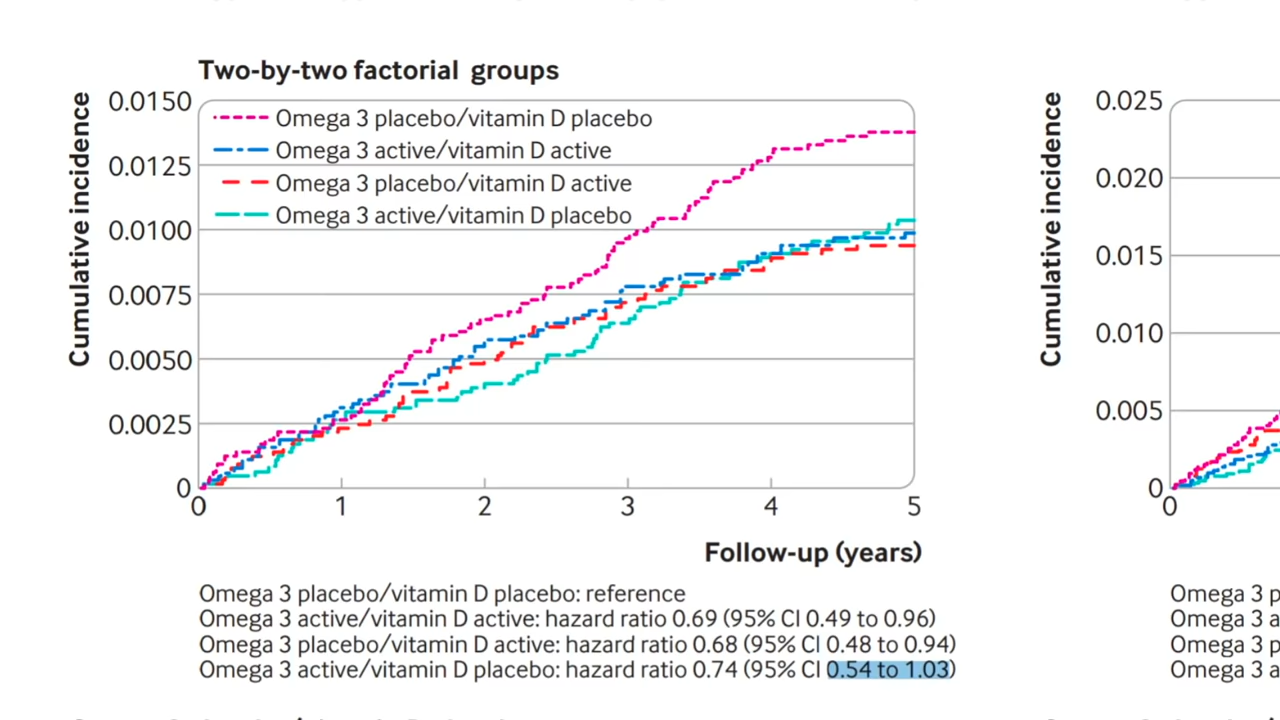 Two-by-two factorial groups
Cumulative incidence
0.0150
0.0125
0.0100
0.0075
0.0050
0.0025
0
Omega 3 placebo/vitamin D placebo
Omega 3 active/vitamin D active
Omega 3 placebo/vitamin D active
Omega 3 active/vitamin D placebo
0 1 2 3 4 5
Follow-up (years)
Omega 3 placebo/vitamin D placebo: reference
Omega 3 active/vitamin D active: hazard ratio 0.69 (95% CI 0.49 to 0.96)
Omega 3 placebo/vitamin D active: hazard ratio 0.68 (95% CI 0.48 to 0.94)
Omega 3 active/vitamin D placebo: hazard ratio 0.74 (95% CI 0.54 to 1.03)
Cumulative incidence
0.025
0.020
0.015
0.010
0.005
0
0
Omega 3 p
Omega 3 a
Omega 3 p
Omega 3 a